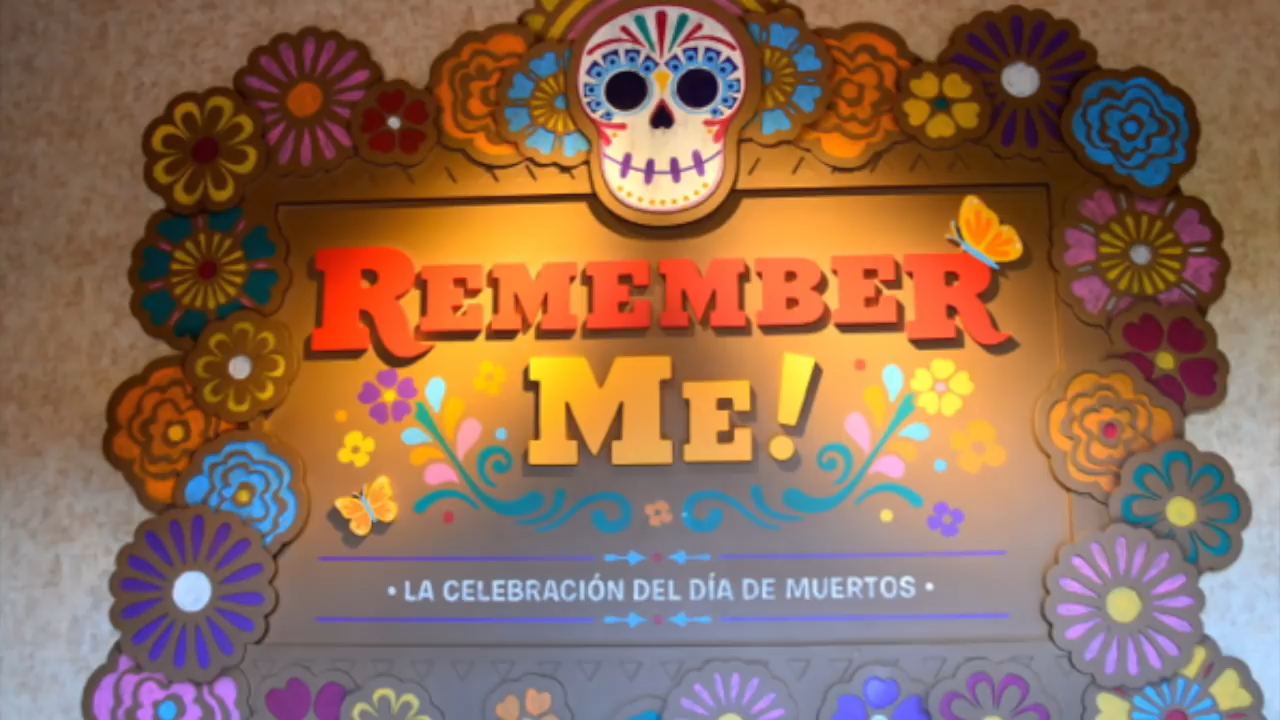 REMEMBER
ME!
• LA CELEBRACIÓN DEL DÍA DE MUERTOS •